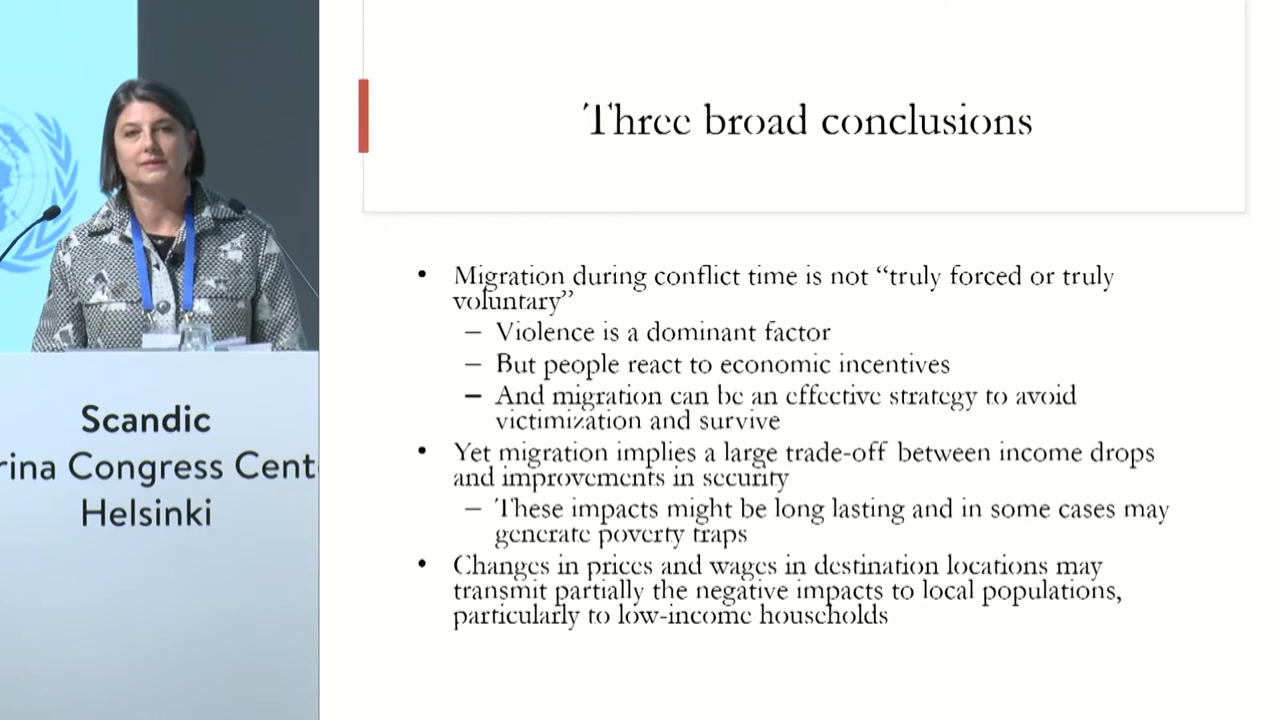 Scandic
rina Congress Cent
Helsinki
Three broad conclusions
• Migration during conflict time is not “truly forced or truly
voluntary”
– Violence is a dominant factor
– But people react to economic incentives
– And migration can be an effective strategy to avoid
victimization and survive
• Yet migration implies a large trade-off between income drops
and improvements in security
– These impacts might be long lasting and in some cases may
generate poverty traps
• Changes in prices and wages in destination locations may
transmit partially the negative impacts to local populations,
particularly to low-income households